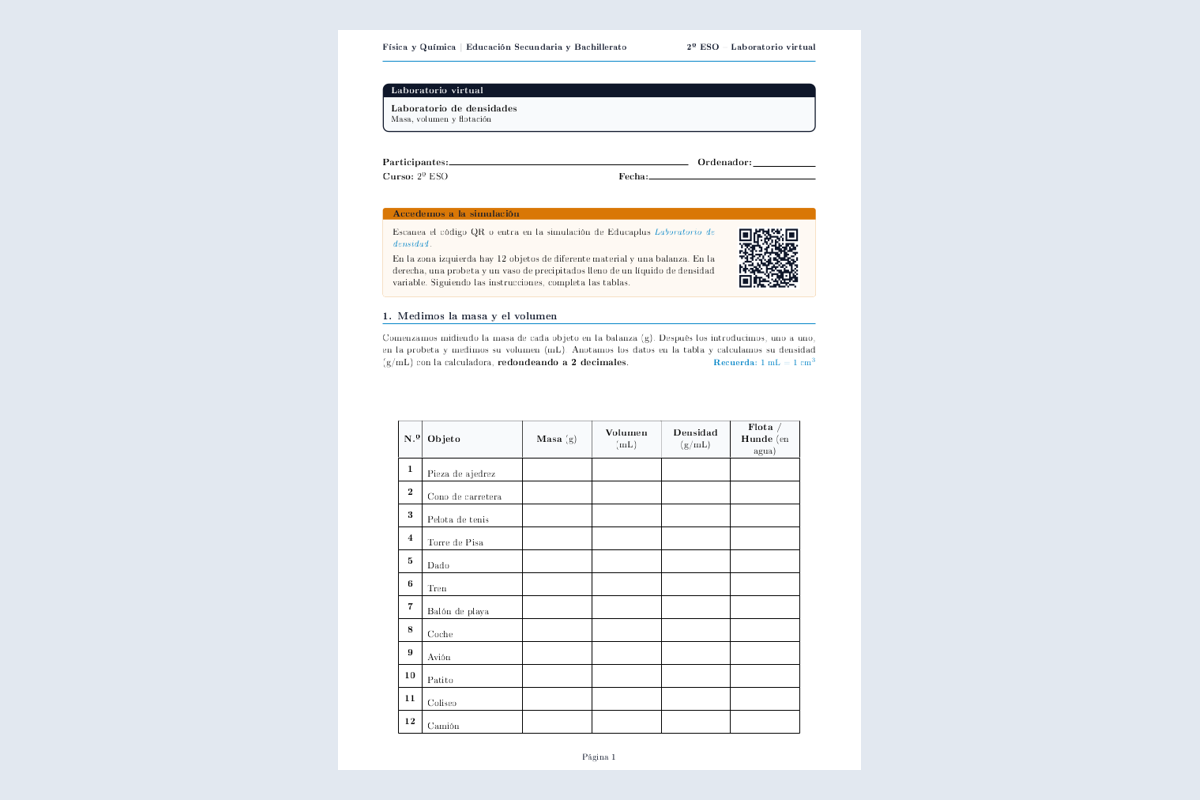 Física y Química | Educación Secundaria y Bachillerato
2º ESO – Laboratorio virtual
Laboratorio virtual
Laboratorio de densidades
Masa, volumen y flotación
Participantes:
Ordenador:
Curso: 2º ESO
Fecha:
Accedemos a la simulación
Escanea el código QR o entra en la simulación de Educaplus Laboratorio de
densidad.
En la zona izquierda hay 12 objetos de diferente material y una balanza. En la
derecha, una probeta y un vaso de precipitados lleno de un líquido de densidad
variable. Siguiendo las instrucciones, completa las tablas.
1. Medimos la masa y el volumen
Comenzamos midiendo la masa de cada objeto en la balanza (g). Después los introducimos, uno a uno,
en la probeta y medimos su volumen (mL). Anotamos los datos en la tabla y calculamos su densidad
(g/mL) con la calculadora, redondeando a 2 decimales.
Recuerda: 1 mL = 1 cm³
N.º Objeto Masa (g) Volumen (mL) Densidad (g/mL) Flota / Hunde (en agua)
1 Pieza de ajedrez
2 Cono de carretera
3 Pelota de tenis
4 Torre de Pisa
5 Dado
6 Tren
7 Balón de playa
8 Coche
9 Avión
10 Patito
11 Coliseo
12 Camión
Página 1